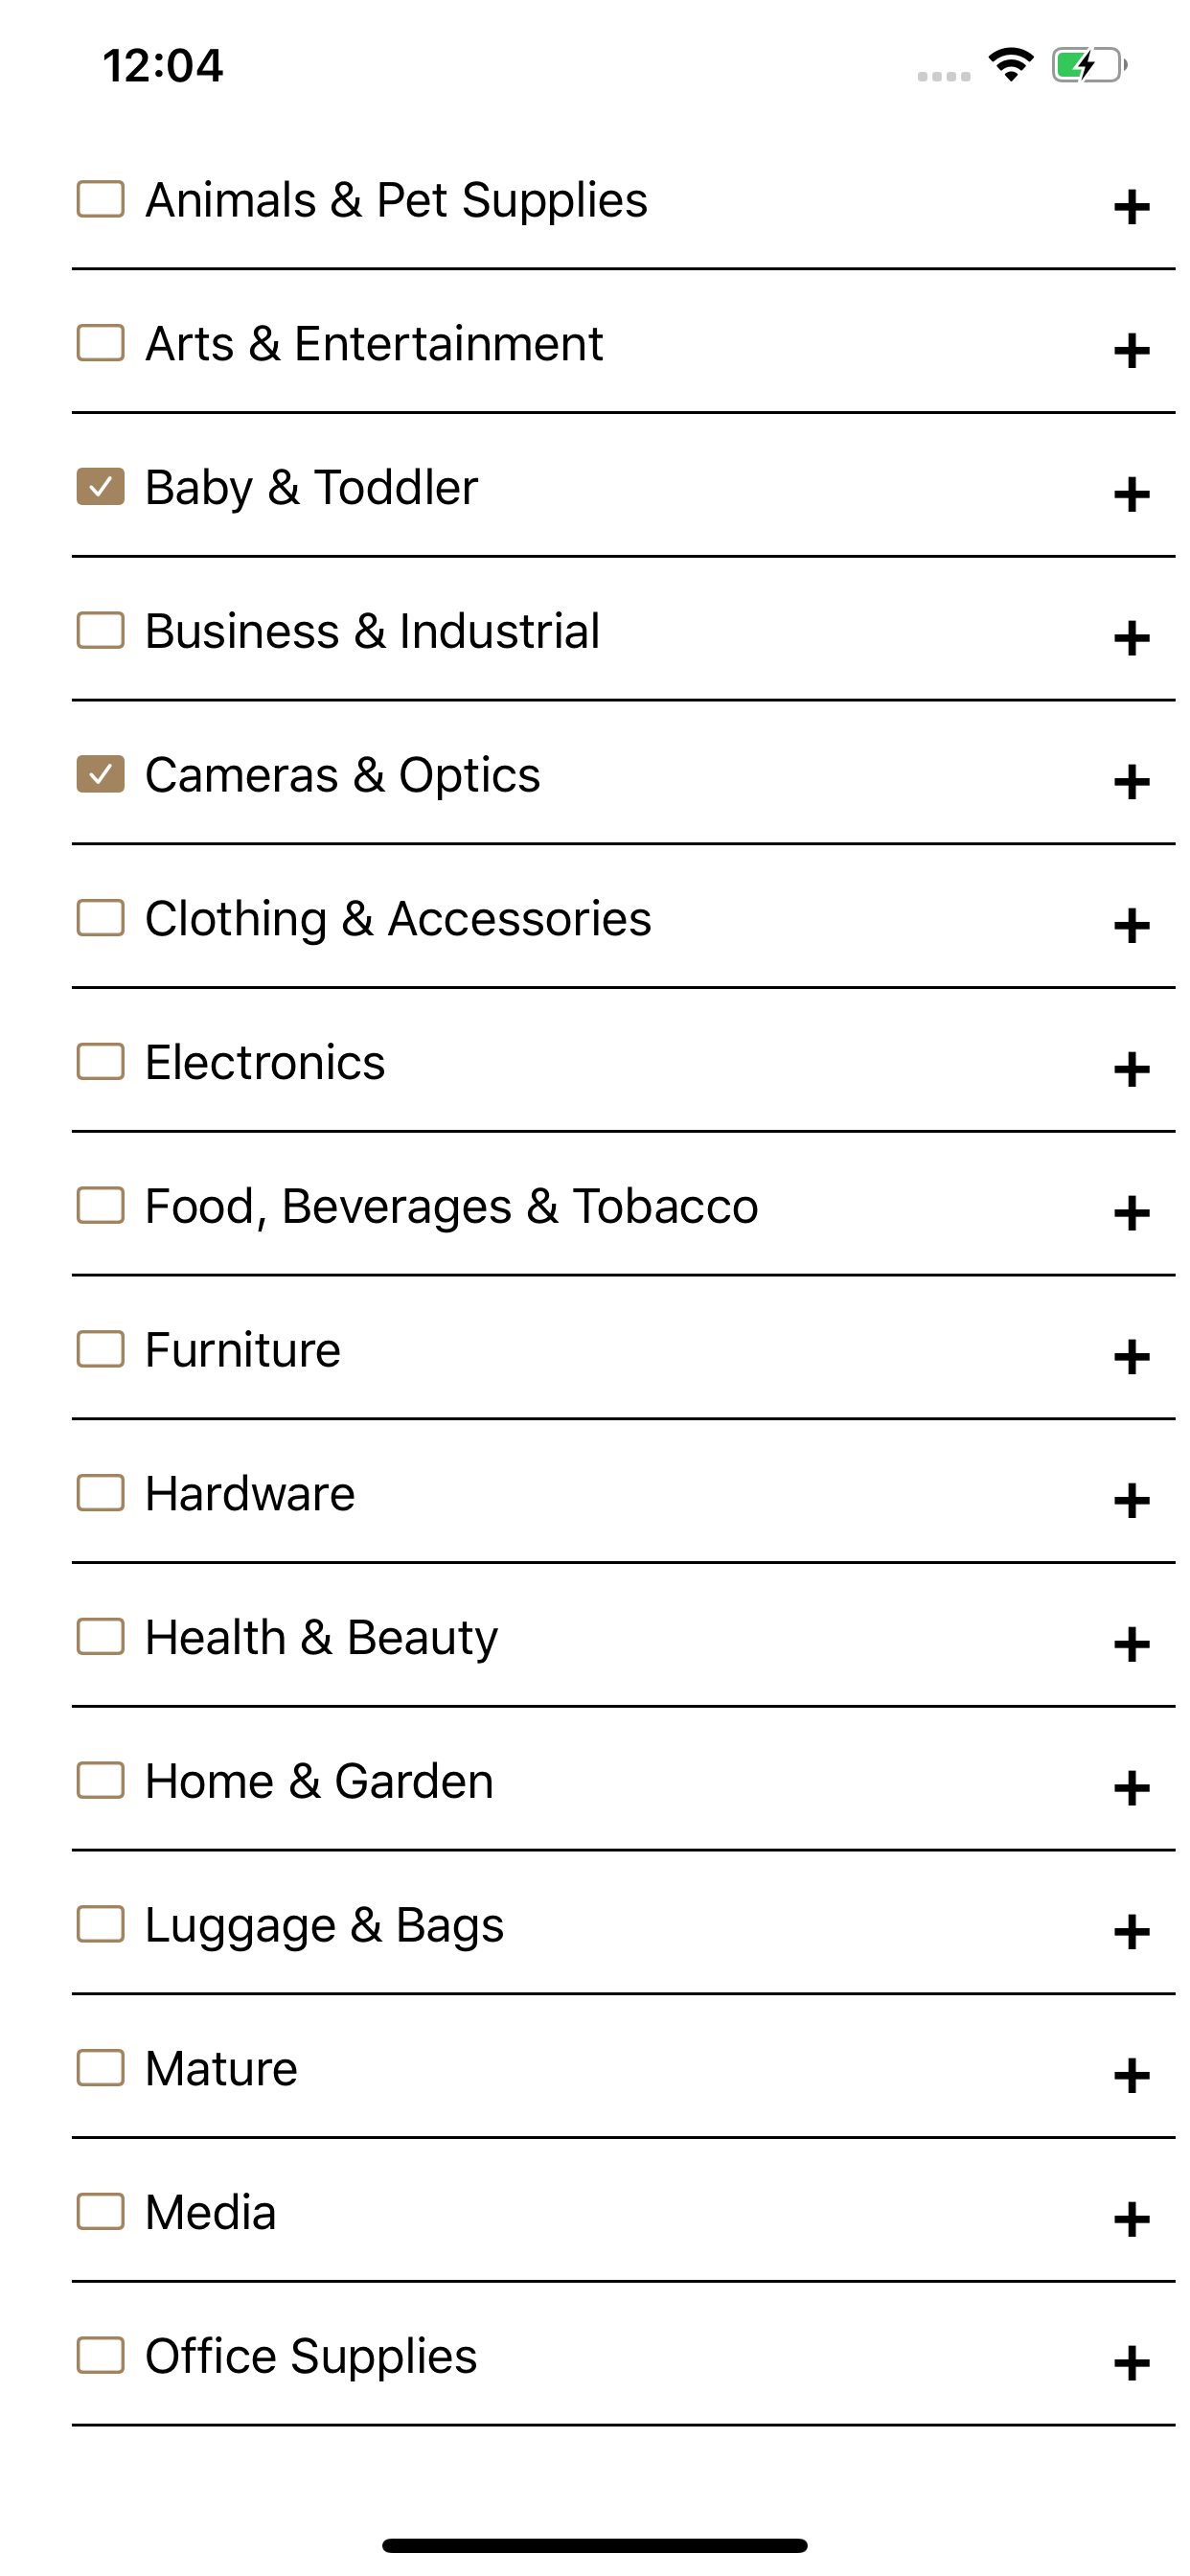 12:04
Animals & Pet Supplies +
Arts & Entertainment +
Baby & Toddler +
Business & Industrial +
Cameras & Optics +
Clothing & Accessories +
Electronics +
Food, Beverages & Tobacco +
Furniture +
Hardware +
Health & Beauty +
Home & Garden +
Luggage & Bags +
Mature +
Media +
Office Supplies +